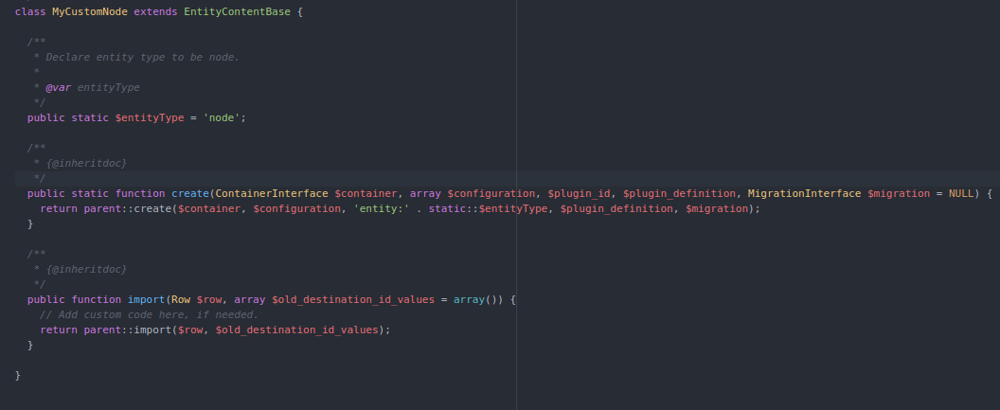 class MyCustomNode extends EntityContentBase {
/**
* Declare entity type to be node.
*
* @var entityType
*/
public static $entityType = 'node';
/**
* {@inheritdoc}
*/
public static function create(ContainerInterface $container, array $configuration, $plugin_id, $plugin_definition, MigrationInterface $migration = NULL) {
return parent::create($container, $configuration, 'entity:' . static::$entityType, $plugin_definition, $migration);
}
/**
* {@inheritdoc}
*/
public function import(Row $row, array $old_destination_id_values = array()) {
// Add custom code here, if needed.
return parent::import($row, $old_destination_id_values);
}
}